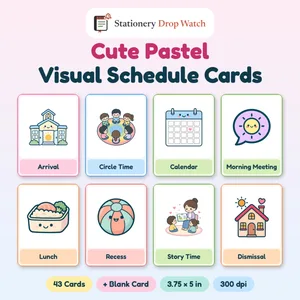 Stationery Drop Watch
Cute Pastel
Visual Schedule Cards
Arrival
Circle Time
Calendar
Morning Meeting
Lunch
Recess
Story Time
Dismissal
43 Cards
+ Blank Card
3.75 × 5 in
300 dpi